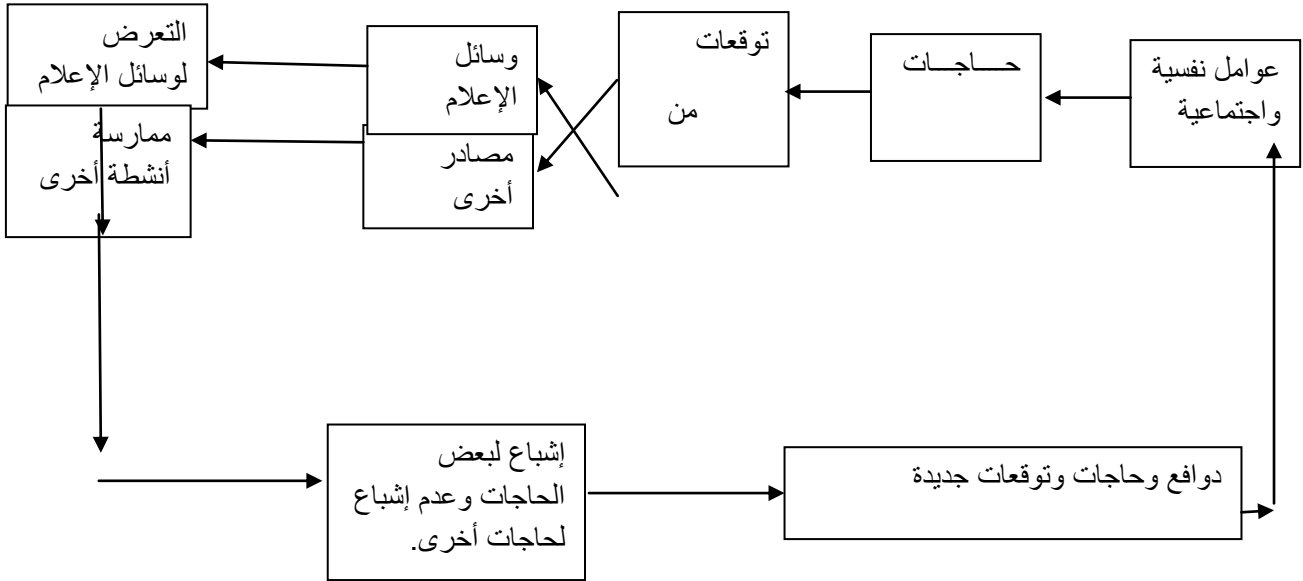 عوامل نفسية
واجتماعية
حـــاجـــات
توقعات
من
وسائل
الإعلام
مصادر
أخرى
التعرض
لوسائل الإعلام
ممارسة
أنشطة أخرى
إشباع لبعض
الحاجات وعدم إشباع
لحاجات أخرى.
دوافع وحاجات وتوقعات جديدة